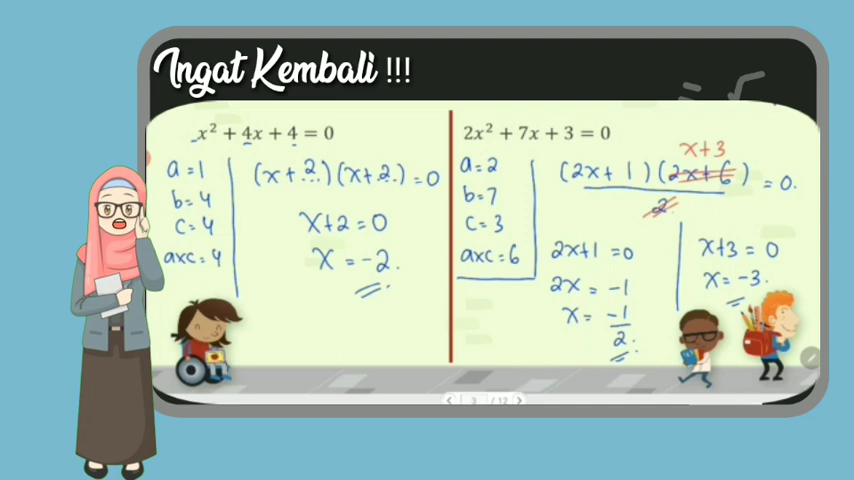 Ingat Kembali !!!
x² + 4x + 4 = 0
a = 1
b = 4
c = 4
axc = 4
(x + 2)(x + 2) = 0
x + 2 = 0
x = -2.
2x² + 7x + 3 = 0
a = 2
b = 7
c = 3
axc = 6
x + 3
(2x + 1)(2x + 6) = 0.
2
2x + 1 = 0
2x = -1
x = -1
2.
x + 3 = 0
x = -3.
3 / 12